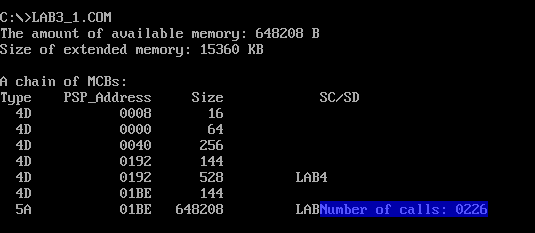 C:\>LAB3_1.COM
The amount of available memory: 648208 B
Size of extended memory: 15360 KB
A chain of MCBs:
Type PSP_Address Size SC/SD
4D 0008 16
4D 0000 64
4D 0040 256
4D 0192 144
4D 0192 528 LAB4
4D 01BE 144
5A 01BE 648208 LABNumber of calls: 0226